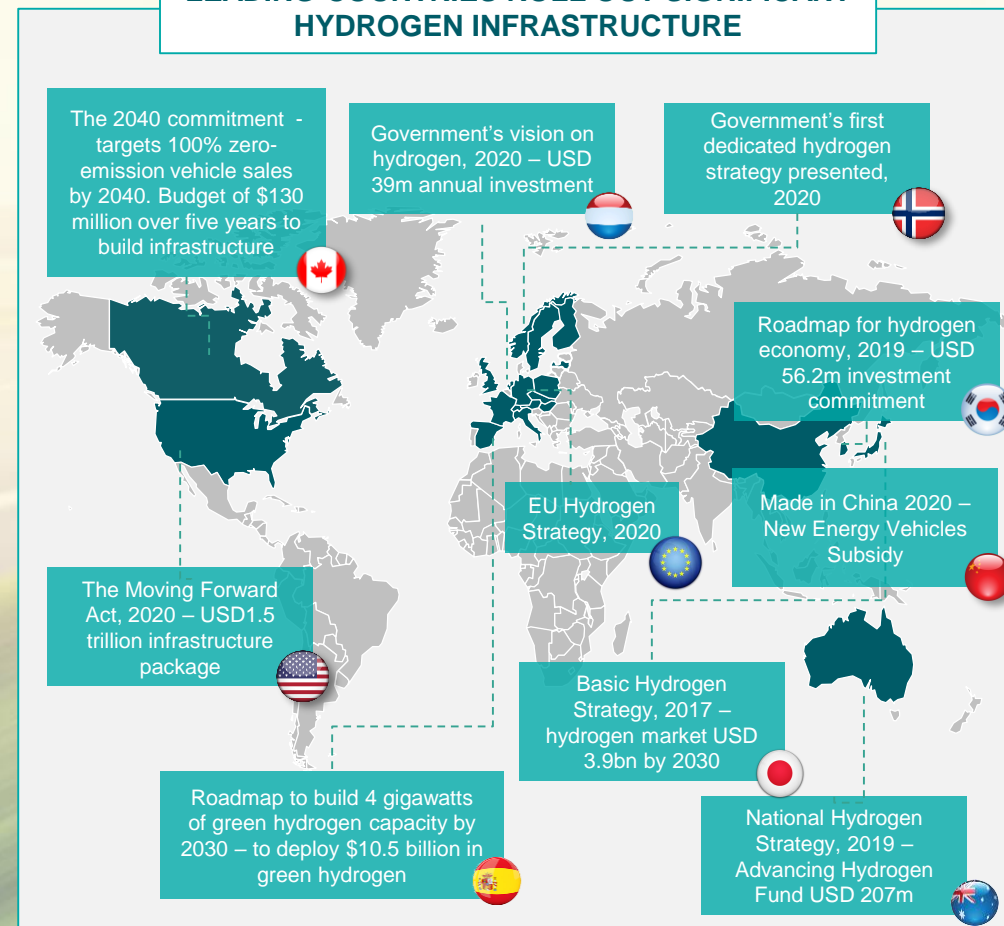 HYDROGEN INFRASTRUCTURE
The 2040 commitment -
targets 100% zero-
emission vehicle sales
by 2040. Budget of $130
million over five years to
build infrastructure
Government's vision on
hydrogen, 2020 – USD
39m annual investment
Government's first
dedicated hydrogen
strategy presented,
2020
Roadmap for hydrogen
economy, 2019 – USD
56.2m investment
commitment
EU Hydrogen
Strategy, 2020
Made in China 2020 –
New Energy Vehicles
Subsidy
The Moving Forward
Act, 2020 – USD1.5
trillion infrastructure
package
Basic Hydrogen
Strategy, 2017 –
hydrogen market USD
3.9bn by 2030
Roadmap to build 4 gigawatts
of green hydrogen capacity by
2030 – to deploy $10.5 billion in
green hydrogen
National Hydrogen
Strategy, 2019 –
Advancing Hydrogen
Fund USD 207m